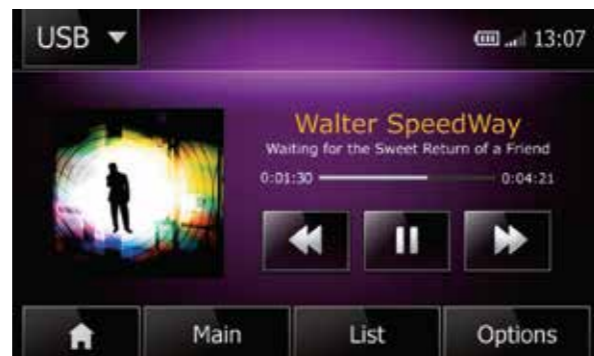 USB
13:07
Walter SpeedWay
Waiting for the Sweet Return of a Friend
0:01:30 0:04:21
Main List Options